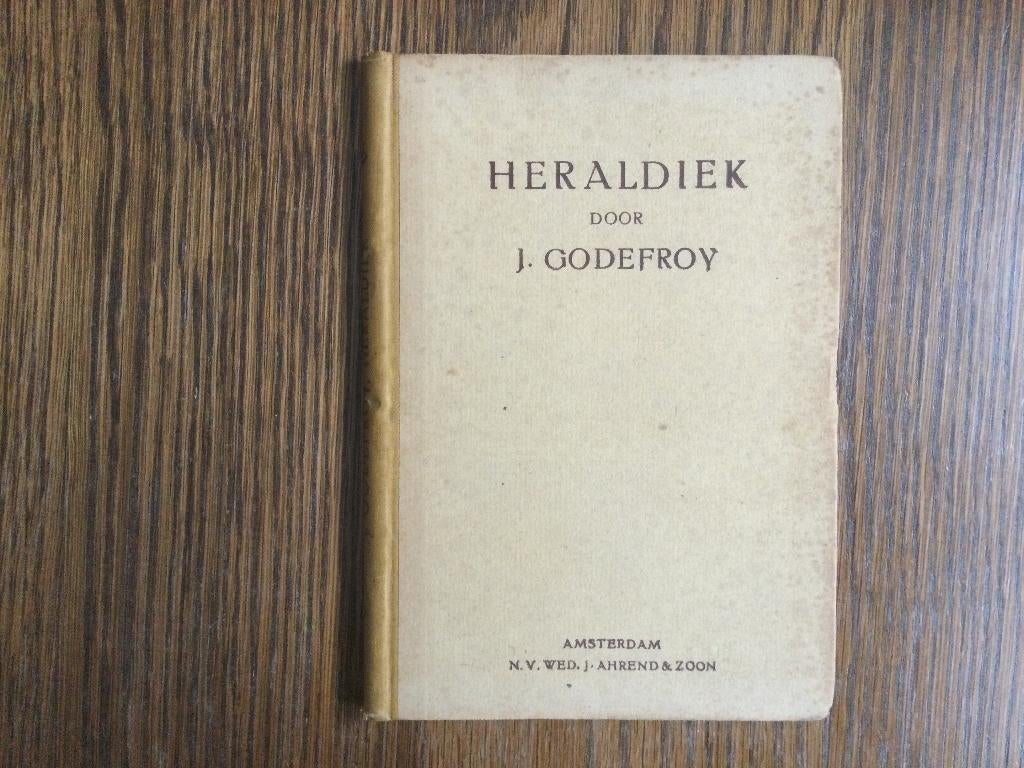 HERALDIEK
DOOR
J. GODEFROY
AMSTERDAM
N.V. WED. J. AHREND & ZOON